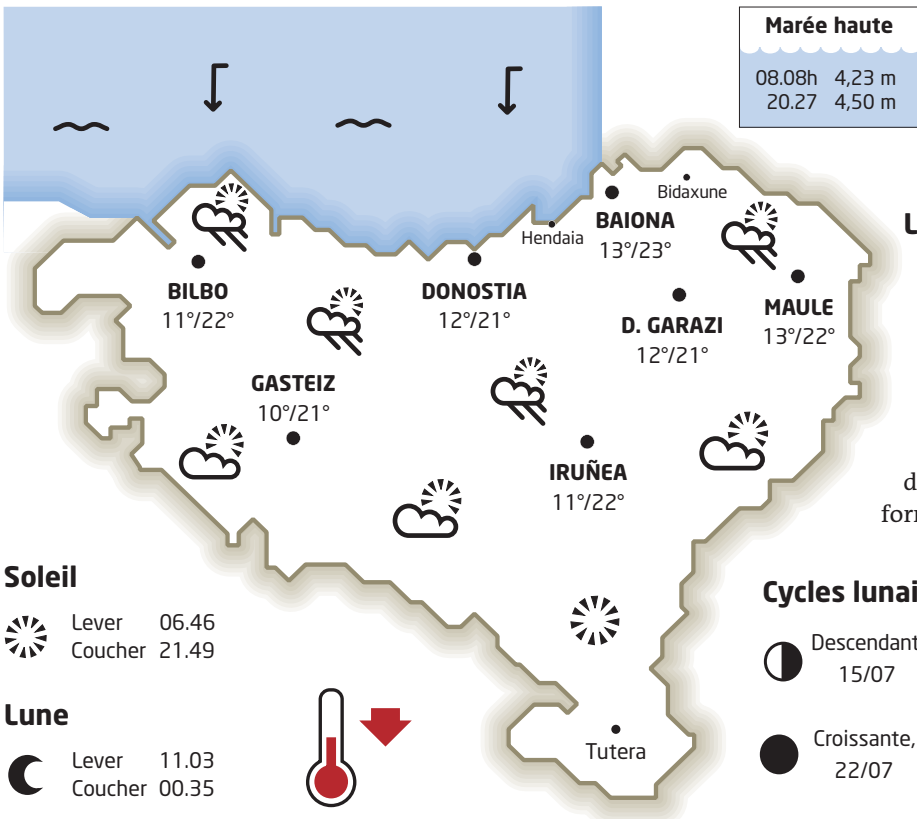 Marée haute
08.08h 4,23 m
20.27 4,50 m
Bidaxune
BAIONA
13°/23°
Hendaia
BILBO
11°/22°
DONOSTIA
12°/21°
MAULE
13°/22°
D. GARAZI
12°/21°
GASTEIZ
10°/21°
IRUÑEA
11°/22°
Soleil
Lever 06.46
Coucher 21.49
Lune
Lever 11.03
Coucher 00.35
Tutera
Descendant
15/07
Croissante,
22/07